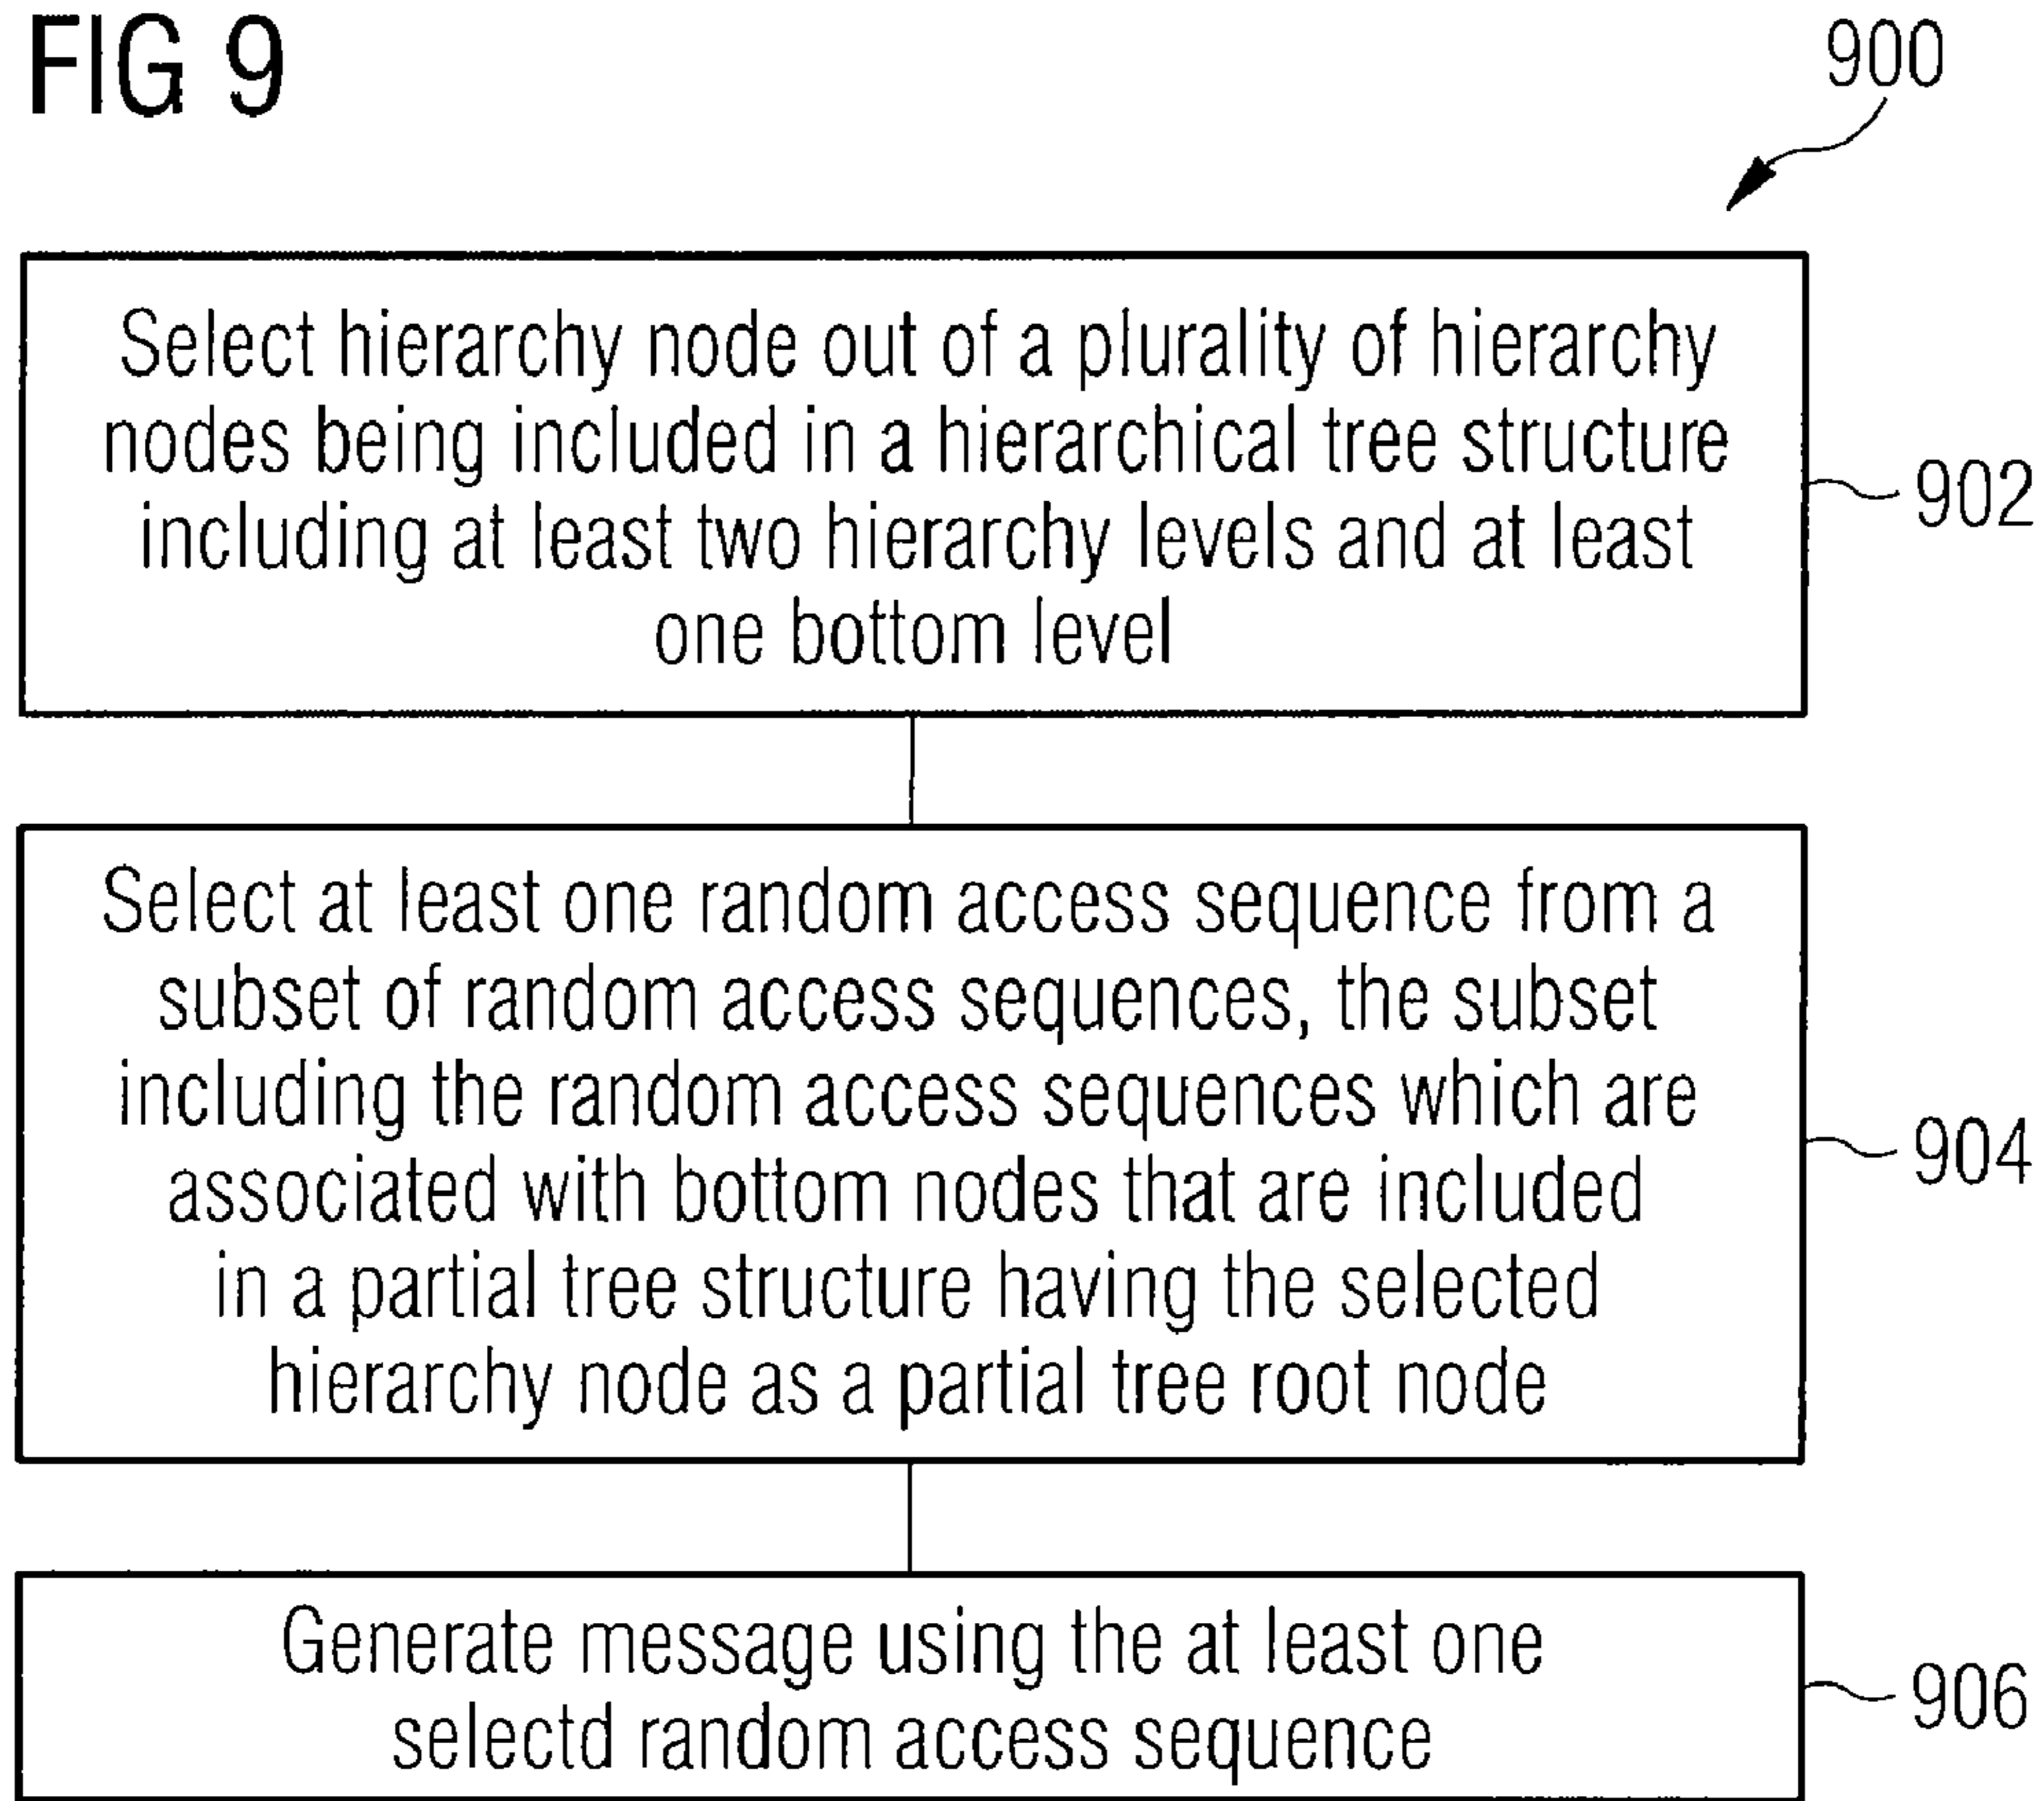 FIG 9
900
Select hierarchy node out of a plurality of hierarchy
nodes being included in a hierarchical tree structure
including at least two hierarchy levels and at least
one bottom level
902
Select at least one random access sequence from a
subset of random access sequences, the subset
including the random access sequences which are
associated with bottom nodes that are included
in a partial tree structure having the selected
hierarchy node as a partial tree root node
904
Generate message using the at least one
selectd random access sequence
906